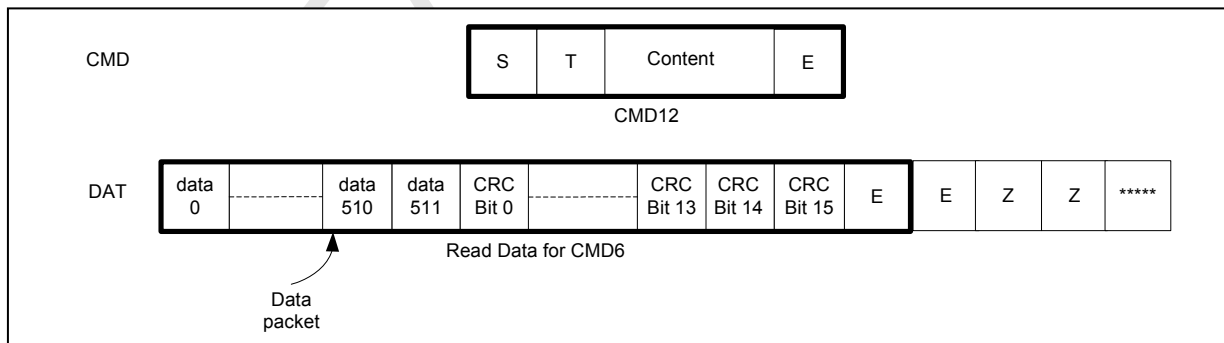 CMD
S T Content E
CMD12
DAT
data 0 data 510 data 511 CRC Bit 0 CRC Bit 13 CRC Bit 14 CRC Bit 15 E E Z Z *****
Read Data for CMD6
Data
packet